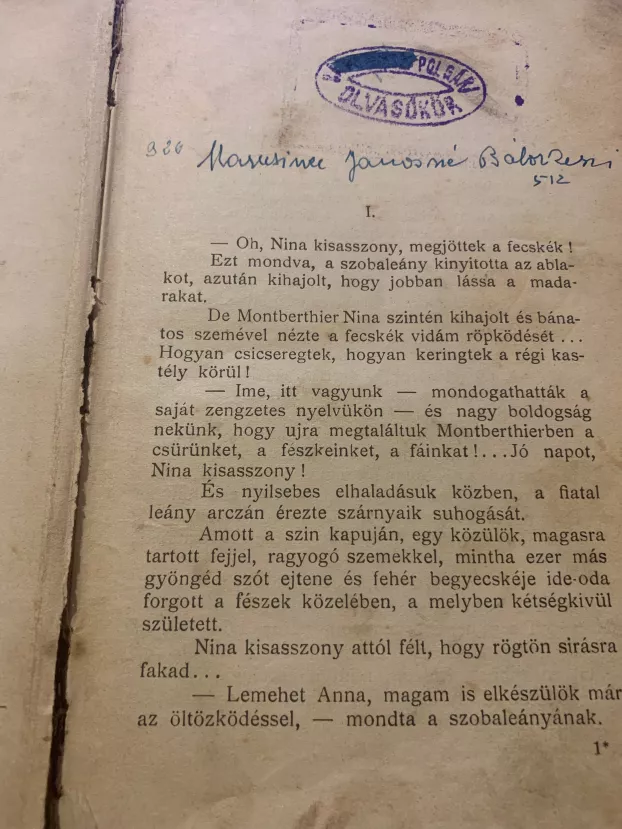 POLGÁRI
OLVASÓKÖR
926
Jánosné
512
I.
— Oh, Nina kisasszony, megjöttek a fecskék !
Ezt mondva, a szobaleány kinyitotta az abla-
kot, azután kihajolt, hogy jobban lássa a mada-
rakat.
De Montberthier Nina szintén kihajolt és bána-
tos szemével nézte a fecskék vidám röpködését ...
Hogyan csicseregtek, hogyan keringtek a régi kas-
tély körül !
— Ime, itt vagyunk — mondogathatták a
saját zengzetes nyelvükön — és nagy boldogság
nekünk, hogy ujra megtaláltuk Montberthierben a
csürünket, a fészkeinket, a fáinkat !...Jó napot,
Nina kisasszony !
És nyilsebes elhaladásuk közben, a fiatal
leány arczán érezte szárnyaik suhogását.
Amott a szin kapuján, egy közülök, magasra
tartott fejjel, ragyogó szemekkel, mintha ezer más
gyöngéd szót ejtene és fehér begyecskéje ide-oda
forgott a fészek közelében, a melyben kétségkivül
született.
Nina kisasszony attól félt, hogy rögtön sirásra
fakad...
— Lemehet Anna, magam is elkészülök már
az öltözködéssel, — mondta a szobaleányának.
1*